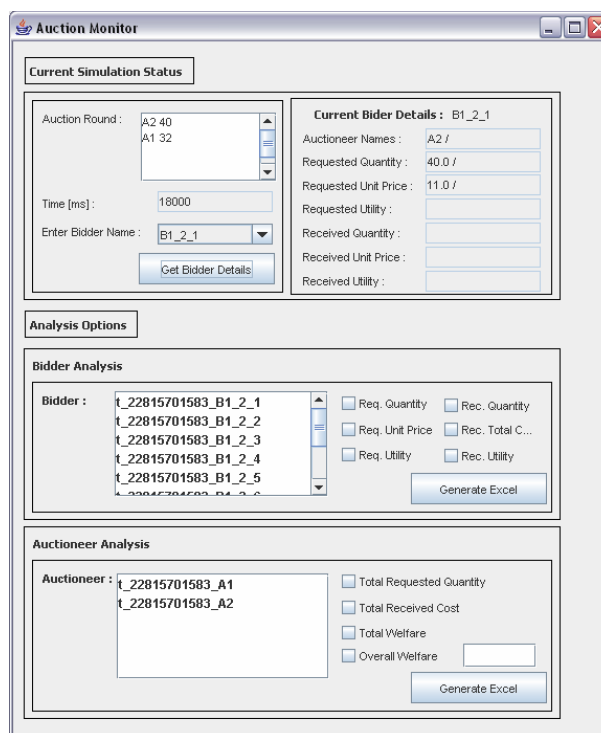 Auction Monitor
Current Simulation Status
Auction Round :
A2 40
A1 32
Time [ms] :
18000
Enter Bidder Name :
B1_2_1
Get Bidder Details
Current Bider Details : B1_2_1
Auctioneer Names :
A2 /
Requested Quantity :
40.0 /
Requested Unit Price :
11.0 /
Requested Utility :
Received Quantity :
Received Unit Price :
Received Utility :
Analysis Options
Bidder Analysis
Bidder :
t_22815701583_B1_2_1
t_22815701583_B1_2_2
t_22815701583_B1_2_3
t_22815701583_B1_2_4
t_22815701583_B1_2_5
t_22815701583_B1_2_6
Req. Quantity
Rec. Quantity
Req. Unit Price
Rec. Total C...
Req. Utility
Rec. Utility
Generate Excel
Auctioneer Analysis
Auctioneer :
t_22815701583_A1
t_22815701583_A2
Total Requested Quantity
Total Received Cost
Total Welfare
Overall Welfare
Generate Excel